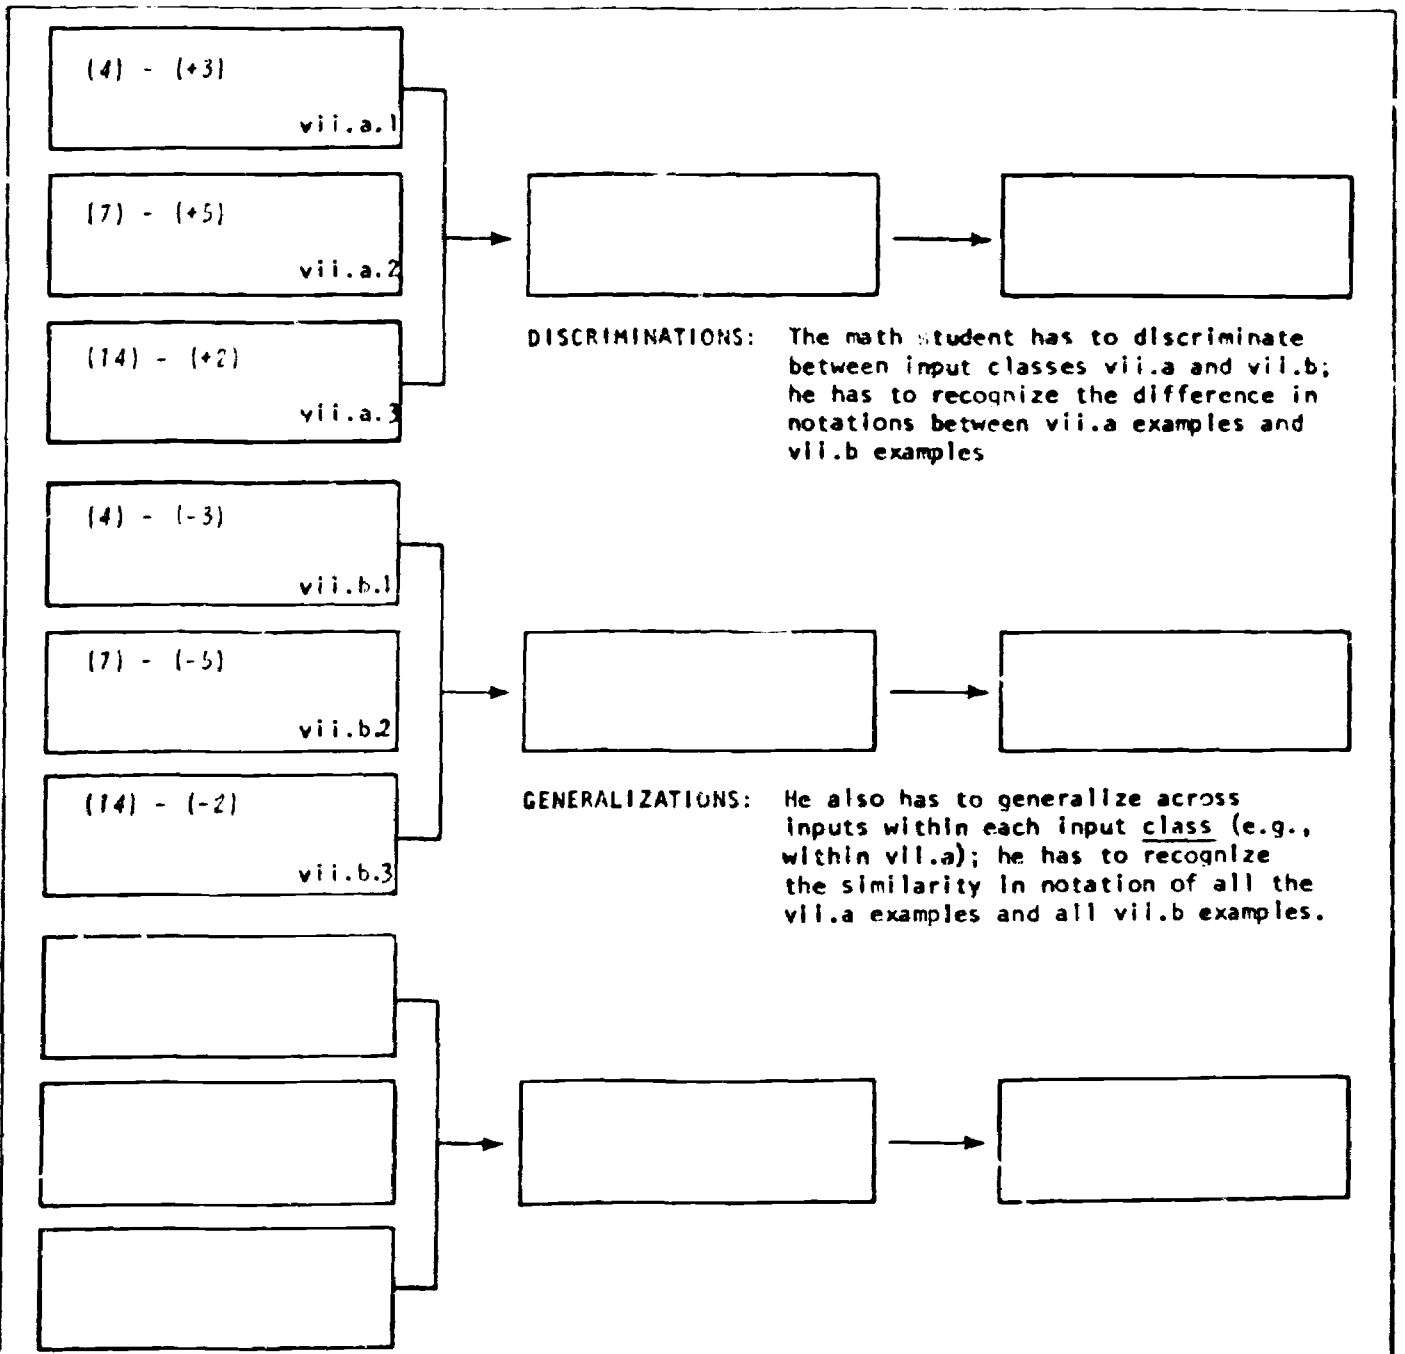 (4) - (+3)
vii.a.1
(7) - (+5)
vii.a.2
(14) - (+2)
vii.a.3
DISCRIMINATIONS: The math student has to discriminate
between input classes vii.a and vii.b;
he has to recognize the difference in
notations between vii.a examples and
vii.b examples
(4) - (-3)
vii.b.1
(7) - (-5)
vii.b.2
(14) - (-2)
vii.b.3
GENERALIZATIONS: He also has to generalize across
inputs within each input class (e.g.,
within vii.a); he has to recognize
the similarity in notation of all the
vii.a examples and all vii.b examples.